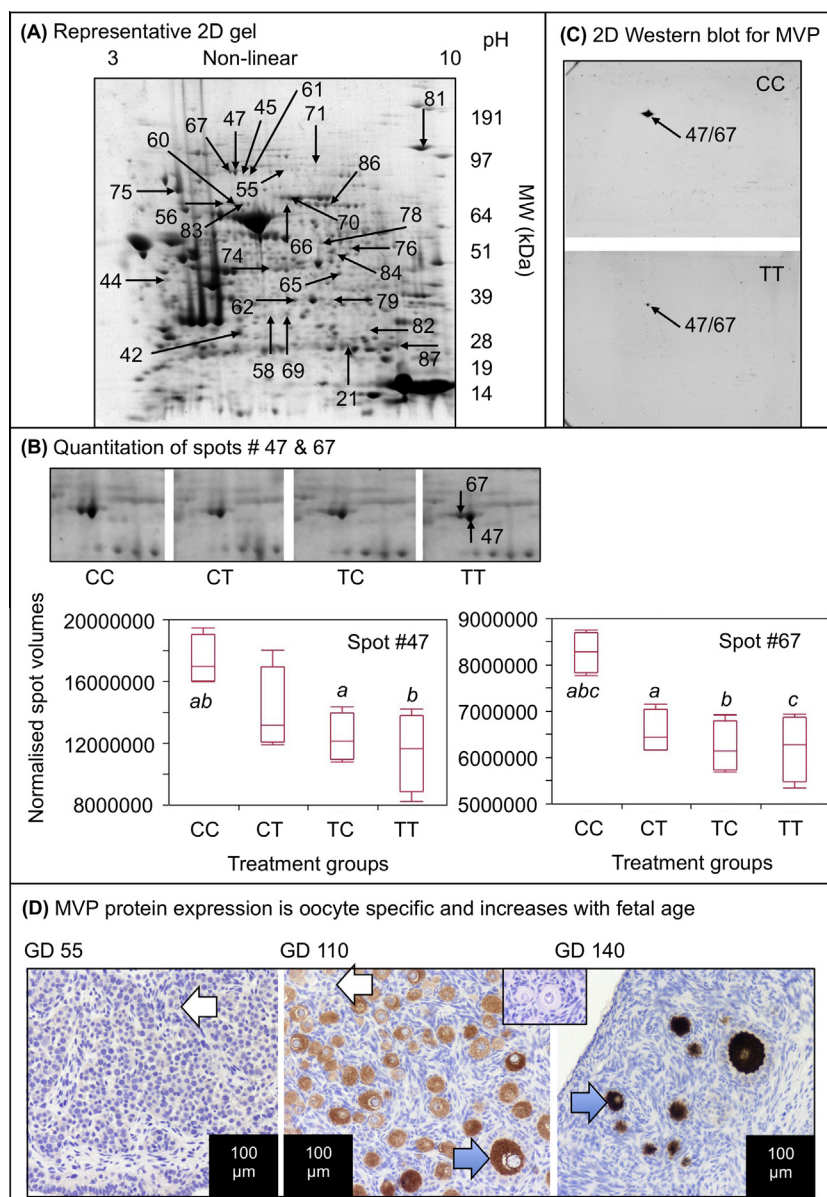 (A) Representative 2D gel
3 Non-linear 10 pH
191
97
64
51
39
28
19
14
MW (kDa)
81
61
45
47
67
71
60
86
75
55
56
83
70
78
66
76
74
84
44
65
62
79
82
42
87
58
69
21
(C) 2D Western blot for MVP
CC
47/67
TT
47/67
(B) Quantitation of spots # 47 & 67
67
47
CC CT TC TT
Normalised spot volumes
20000000
16000000
12000000
8000000
Spot #47
ab
a
b
CC CT TC TT
Treatment groups
9000000
8000000
7000000
6000000
5000000
Spot #67
abc
a
b
c
CC CT TC TT
Treatment groups
(D) MVP protein expression is oocyte specific and increases with fetal age
GD 55 GD 110 GD 140
100
µm
100
µm
100
µm